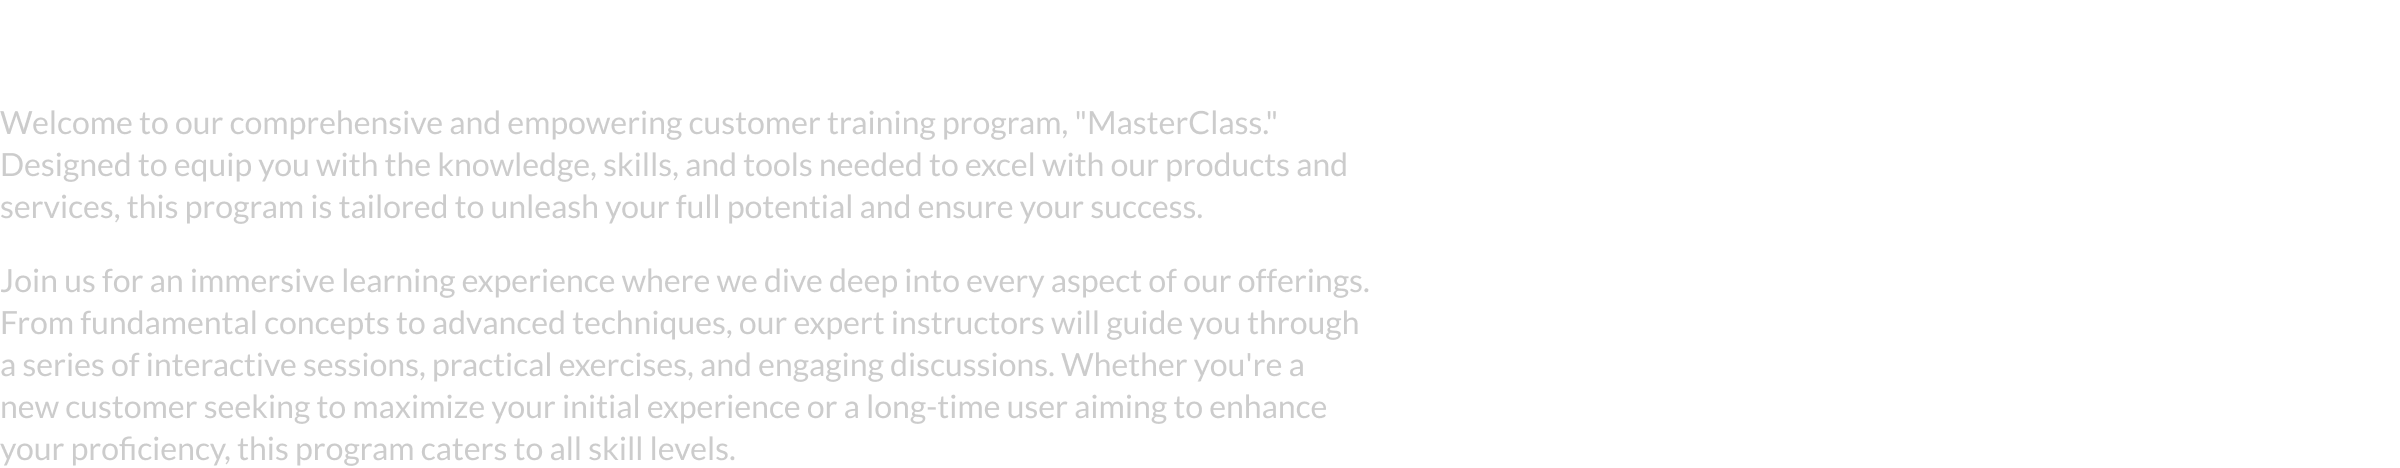 Welcome to our comprehensive and empowering customer training program, "MasterClass."
Designed to equip you with the knowledge, skills, and tools needed to excel with our products and
services, this program is tailored to unleash your full potential and ensure your success.
Join us for an immersive learning experience where we dive deep into every aspect of our offerings.
From fundamental concepts to advanced techniques, our expert instructors will guide you through
a series of interactive sessions, practical exercises, and engaging discussions. Whether you're a
new customer seeking to maximize your initial experience or a long-time user aiming to enhance
your proficiency, this program caters to all skill levels.